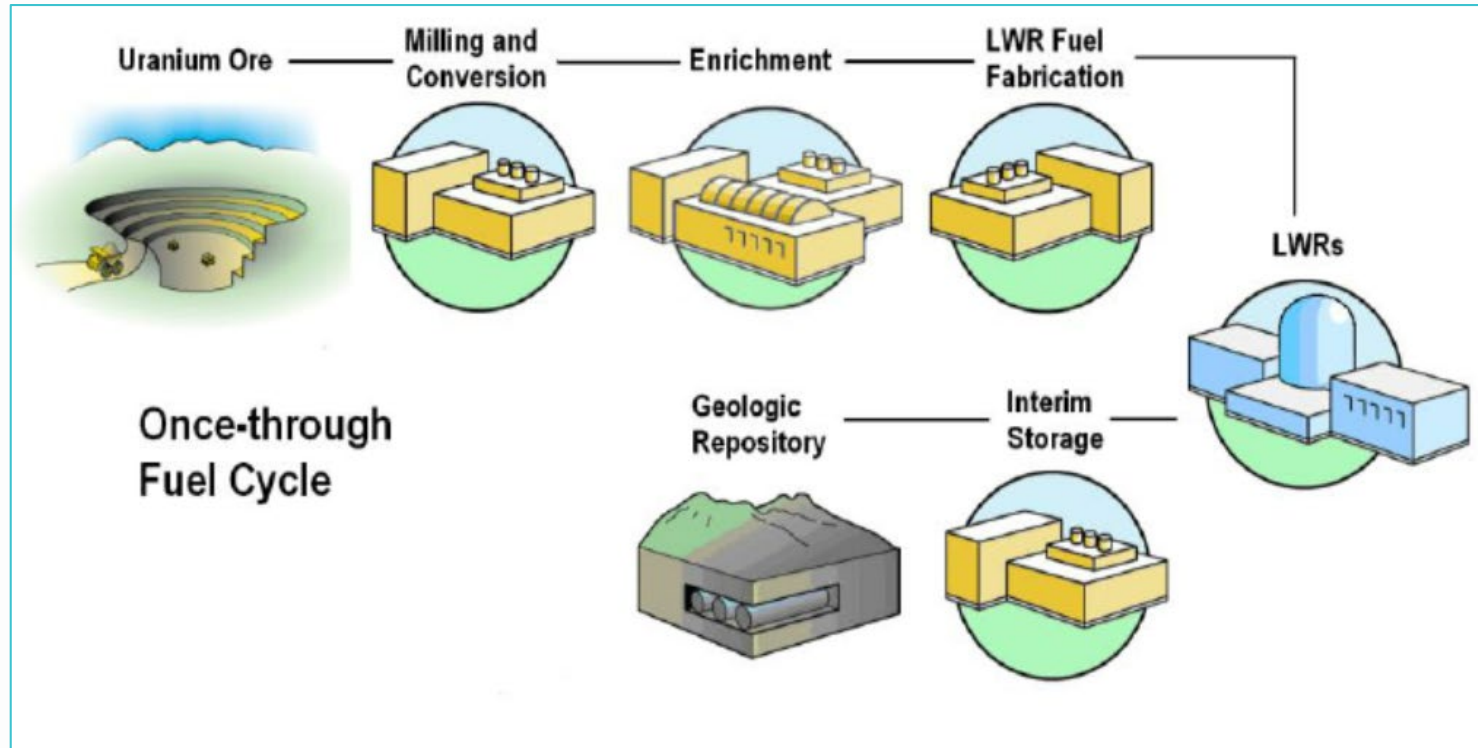 Uranium Ore
Milling and
Conversion
Enrichment
LWR Fuel
Fabrication
LWRs
Interim
Storage
Geologic
Repository
Once-through
Fuel Cycle